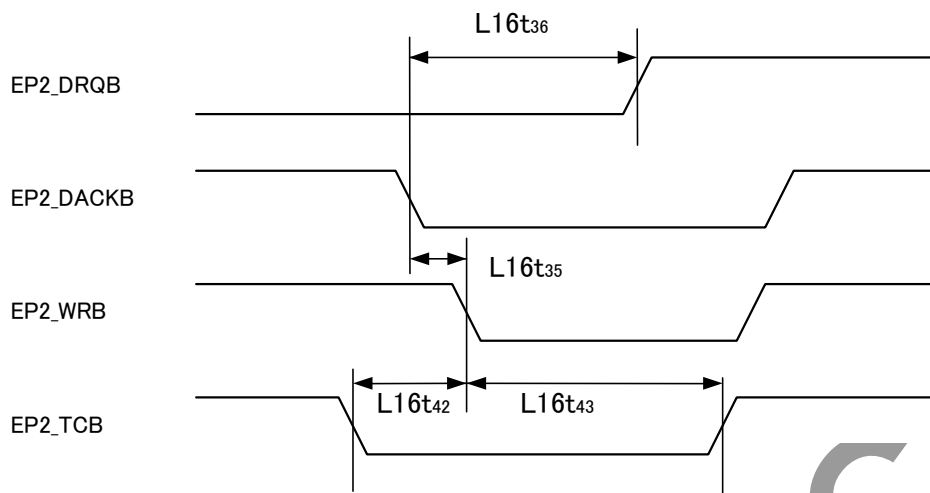 L16t36
EP2_DRQB
EP2_DACKB
L16t35
EP2_WRB
L16t42
L16t43
EP2_TCB